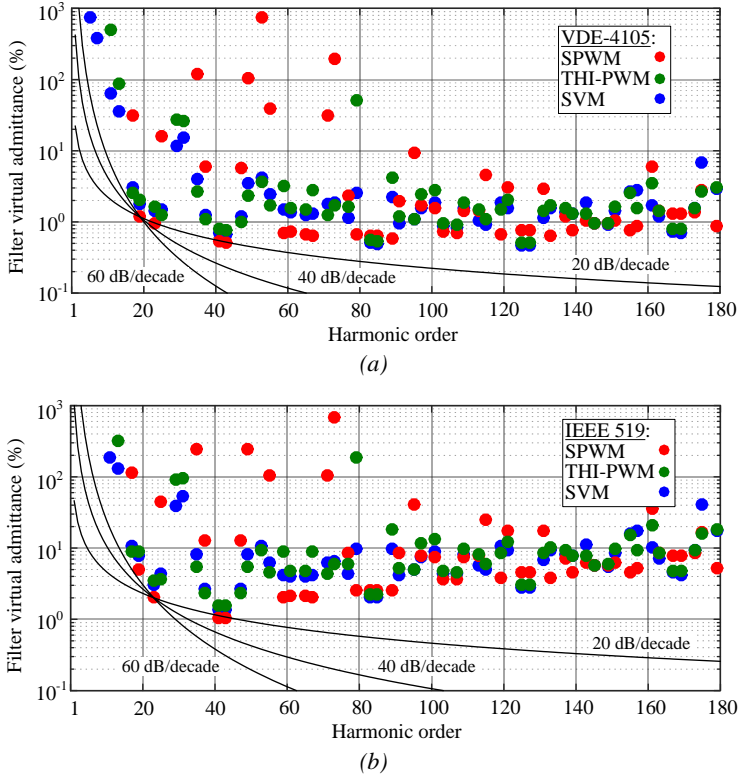 10³
10²
10¹
10⁰
10⁻¹
Filter virtual admittance (%)
VDE-4105:
SPWM
THI-PWM
SVM
60 dB/decade
40 dB/decade
20 dB/decade
1 20 40 60 80 100 120 140 160 180
Harmonic order
(a)
10³
10²
10¹
10⁰
10⁻¹
Filter virtual admittance (%)
IEEE 519:
SPWM
THI-PWM
SVM
60 dB/decade
40 dB/decade
20 dB/decade
1 20 40 60 80 100 120 140 160 180
Harmonic order
(b)